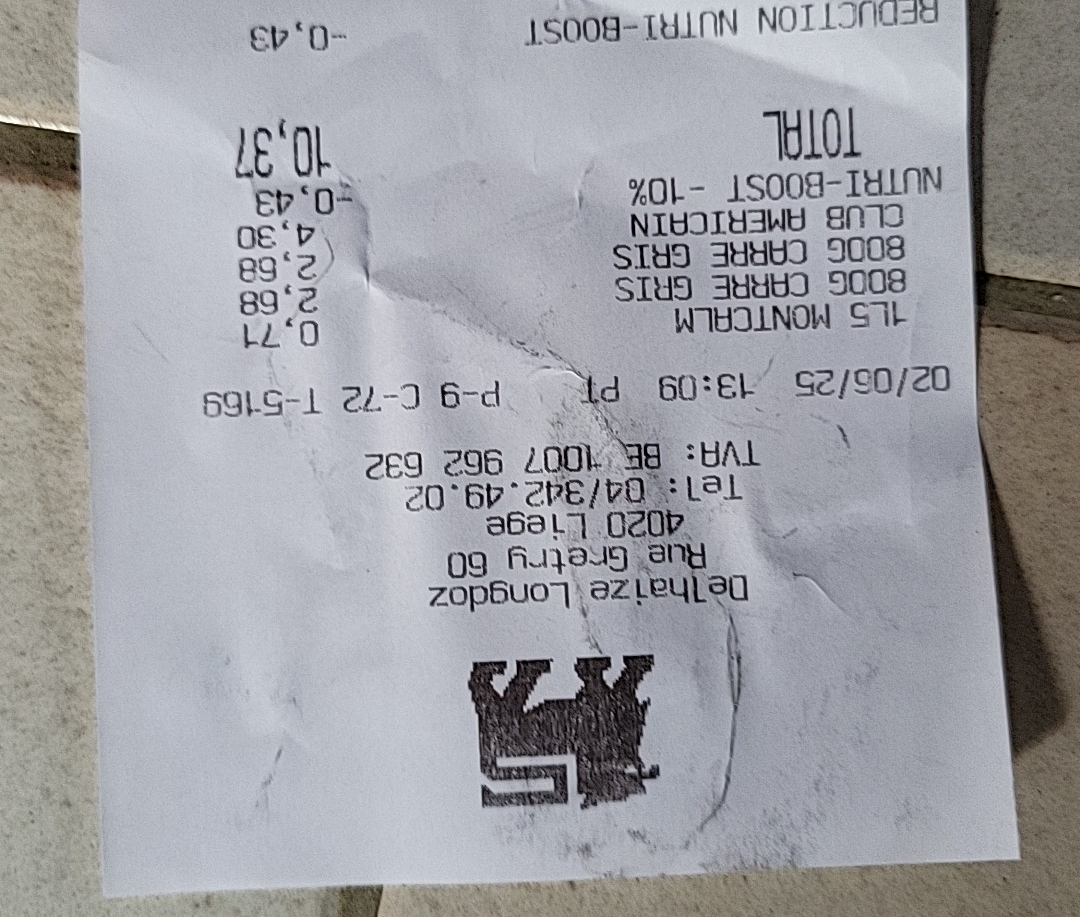 Delhaize Longdoz
Rue Gretry 60
4020 Liege
Tel: 04/342.49.02
TVA: BE 1007 962 632
02/06/25 13:09 PT P-9 C-72 T-5169
1L5 MONTCALM 0,71
800G CARRE GRIS 2,68
800G CARRE GRIS 2,68
CLUB AMERICAIN 4,30
NUTRI-BOOST -10% -0,43
TOTAL 10,37
REDUCTION NUTRI-BOOST -0,43